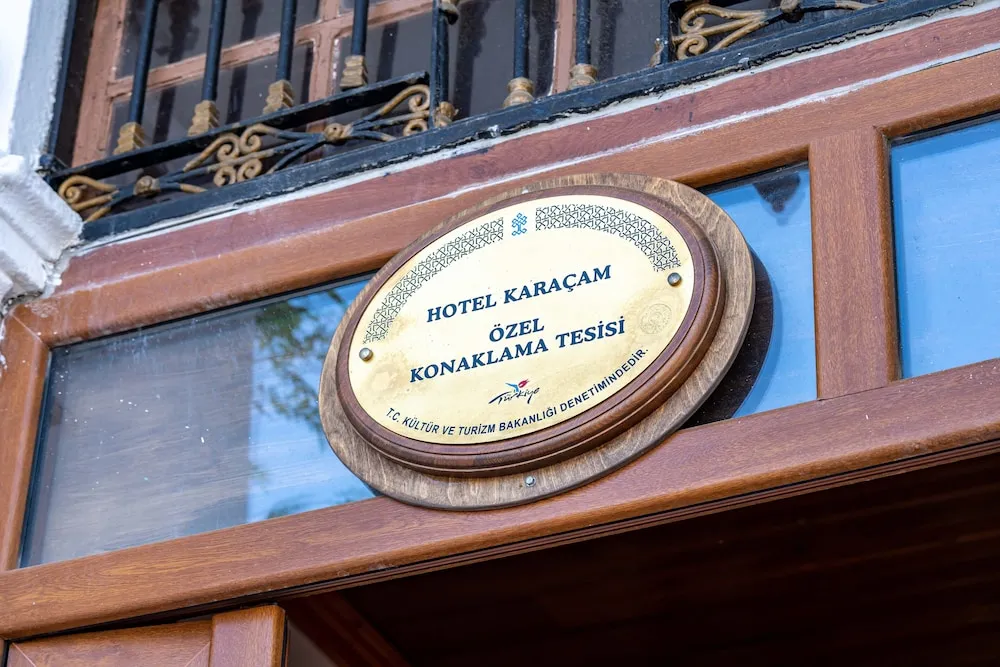 HOTEL KARAÇAM
ÖZEL
KONAKLAMA TESİSİ
Türkiye
T.C. KÜLTÜR VE TURİZM BAKANLIĞI DENETİMİNDEDİR.